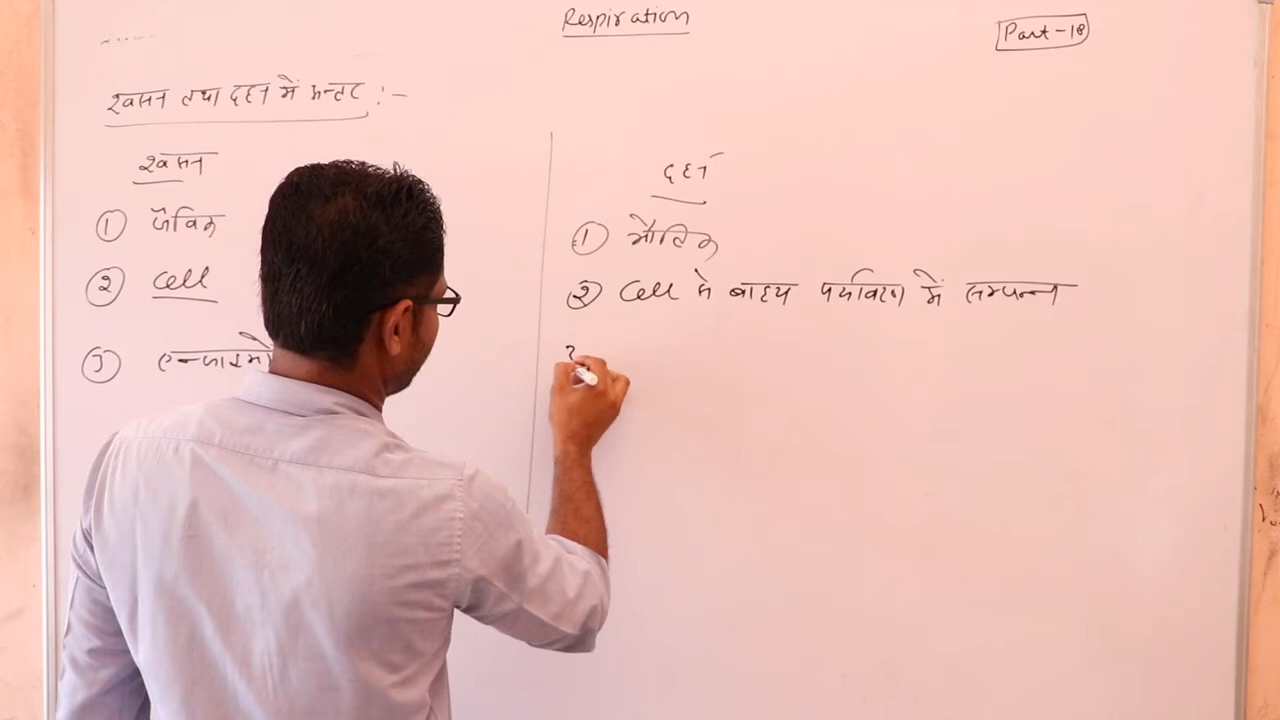 Respiration
Part-18
श्वसन तथा दहन में अन्तर :-
श्वसन
① जैविक
② Cell
③ एन्जाइमो
दहन
① भौतिक
② Cell के बाहय पर्यावरण में सम्पन्न